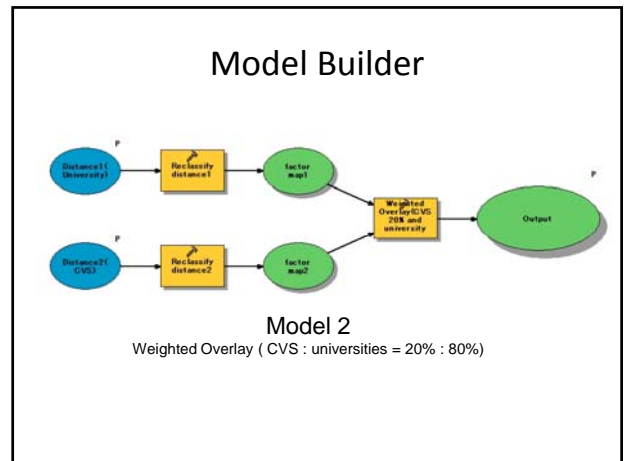 Model Builder
P
Distance1(
University)
Reclassify
distance1
factor
map1
P
Distance2(
CVS)
Reclassify
distance2
factor
map2
Weighted
Overlay(CVS
20% and
university
P
Output
Model 2
Weighted Overlay ( CVS : universities = 20% : 80%)